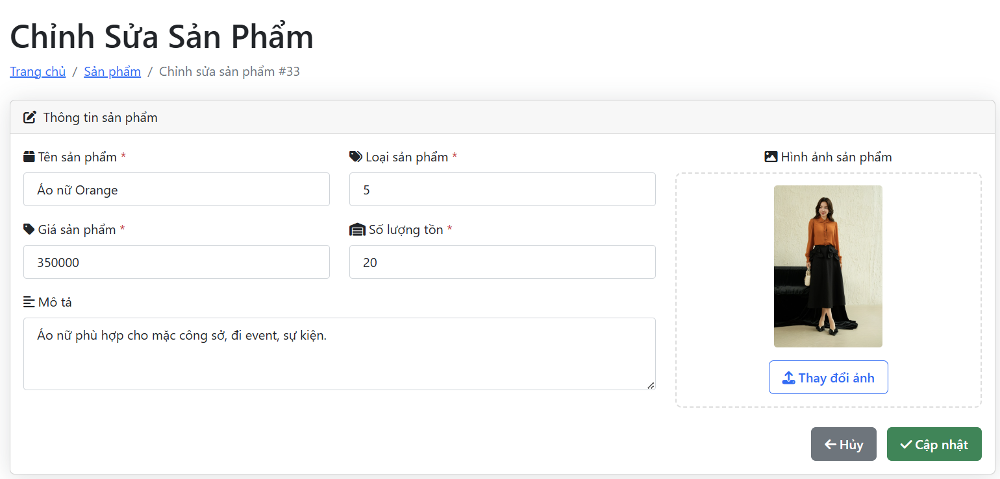 Chỉnh Sửa Sản Phẩm
Trang chủ / Sản phẩm / Chỉnh sửa sản phẩm #33
Thông tin sản phẩm
Tên sản phẩm *
Áo nữ Orange
Loại sản phẩm *
5
Giá sản phẩm *
350000
Số lượng tồn *
20
Mô tả
Áo nữ phù hợp cho mặc công sở, đi event, sự kiện.
Hình ảnh sản phẩm
Thay đổi ảnh
Hủy
Cập nhật